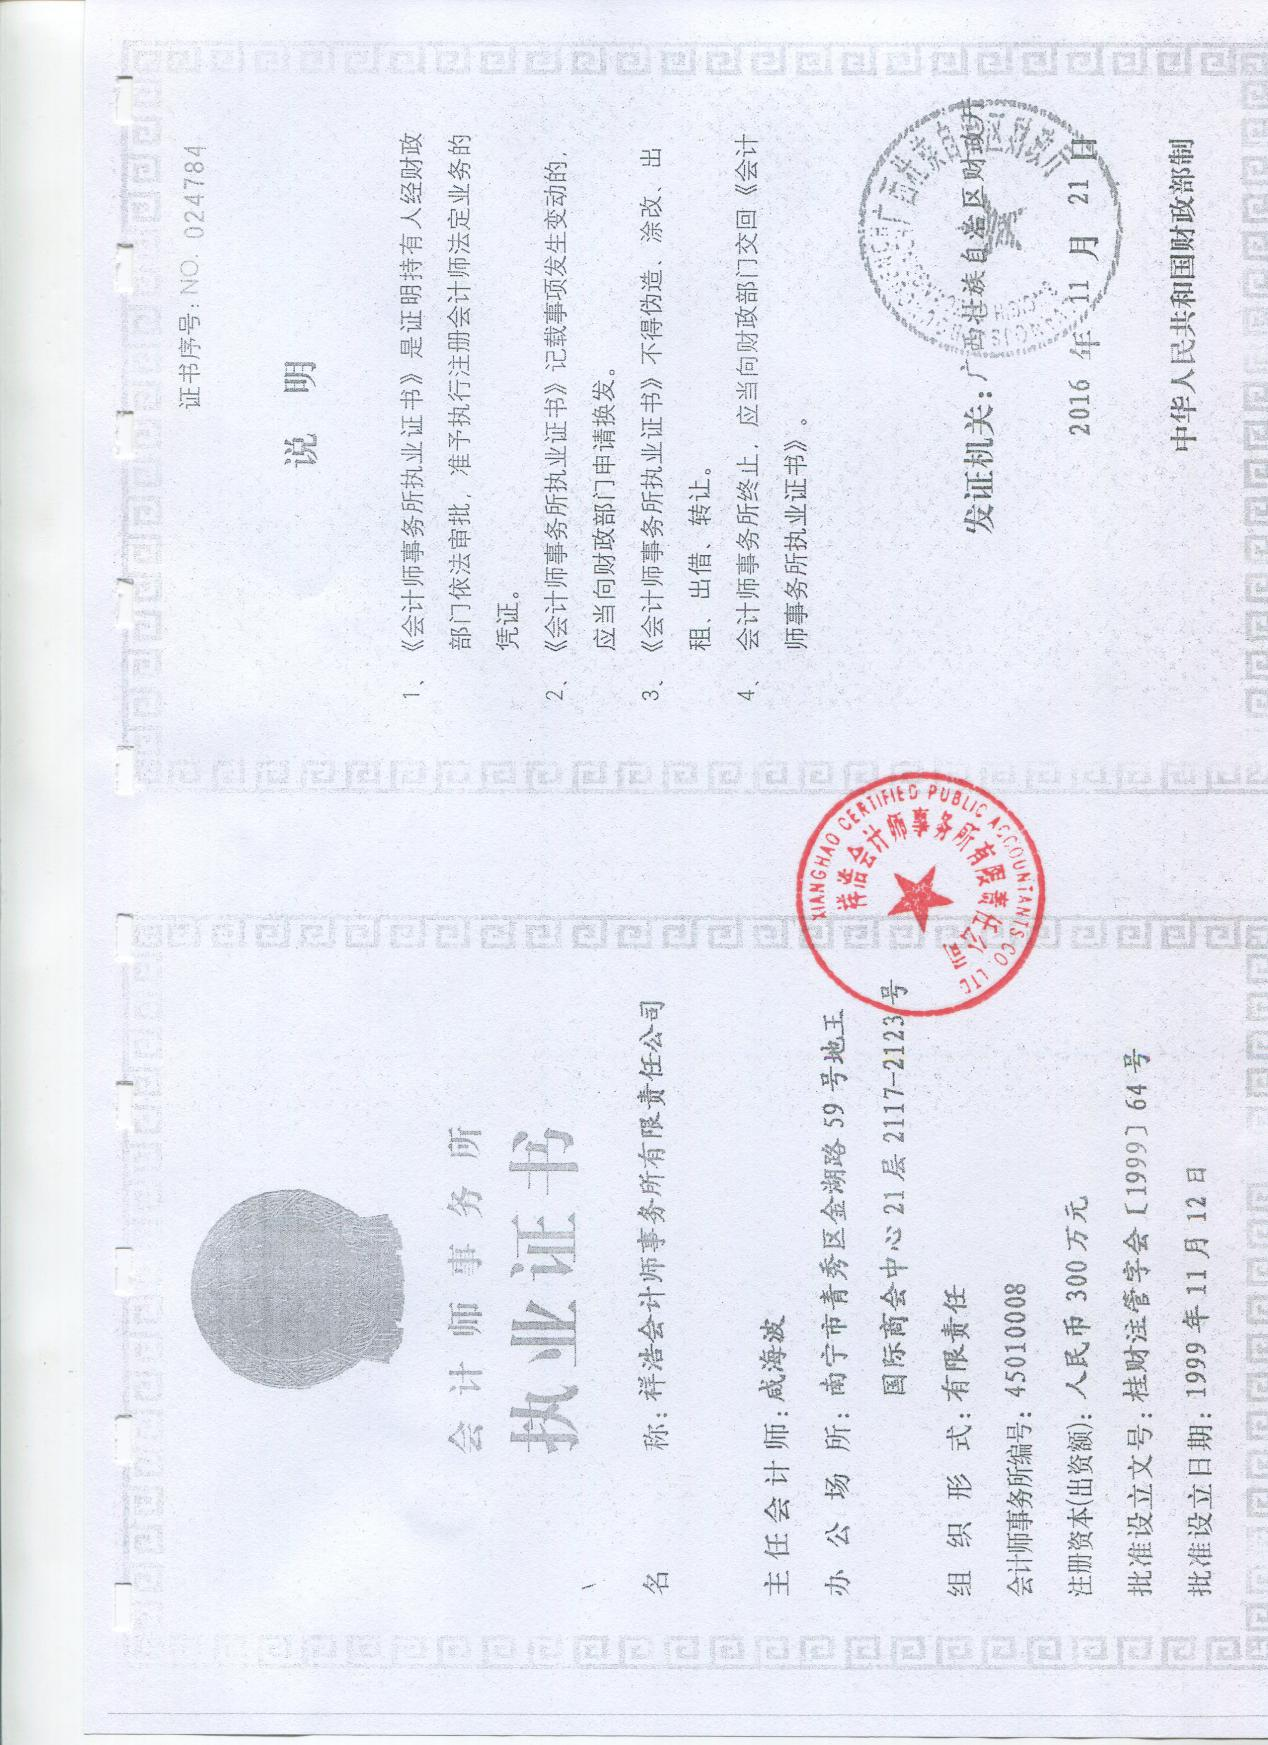 会计师事务所
执业证书
名 称：祥浩会计师事务所有限责任公司
主任会计师：咸海波
办公场所：南宁市青秀区金湖路59号地王
国际商会中心21层2117-2123号
组织形式：有限责任
会计师事务所编号：45010008
注册资本(出资额)：人民币300万元
批准设立文号：桂财注管字会〔1999〕64号
批准设立日期：1999年11月12日
XIANGHAO CERTIFIED PUBLIC ACCOUNTANTS CO. LTD
祥浩会计师事务所有限责任公司
证书序号：NO. 024784
说 明
1、《会计师事务所执业证书》是证明持有人经财政
部门依法审批，准予执行注册会计师法定业务的
凭证。
2、《会计师事务所执业证书》记载事项发生变动的，
应当向财政部门申请换发。
3、《会计师事务所执业证书》不得伪造、涂改、出
租、出借、转让。
4、会计师事务所终止，应当向财政部门交回《会计
师事务所执业证书》。
发证机关：广西壮族自治区财政厅
广西壮族自治区财政厅
2016年11月21日
中华人民共和国财政部制